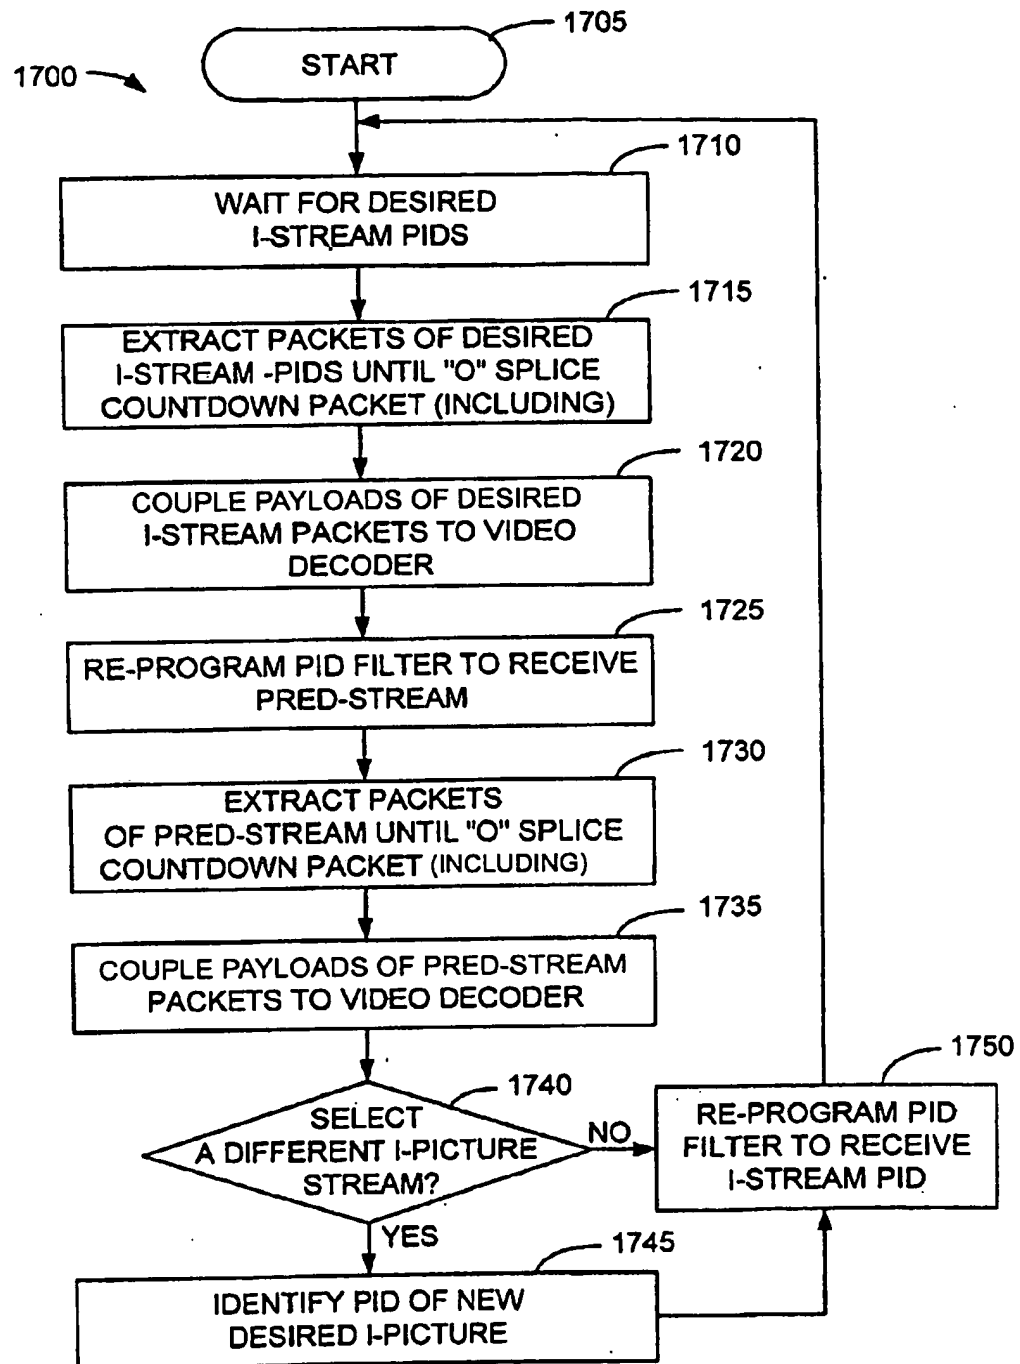 1705
START
1700
1710
WAIT FOR DESIRED
I-STREAM PIDS
1715
EXTRACT PACKETS OF DESIRED
I-STREAM -PIDS UNTIL "O" SPLICE
COUNTDOWN PACKET (INCLUDING)
1720
COUPLE PAYLOADS OF DESIRED
I-STREAM PACKETS TO VIDEO
DECODER
1725
RE-PROGRAM PID FILTER TO RECEIVE
PRED-STREAM
1730
EXTRACT PACKETS
OF PRED-STREAM UNTIL "O" SPLICE
COUNTDOWN PACKET (INCLUDING)
1735
COUPLE PAYLOADS OF PRED-STREAM
PACKETS TO VIDEO DECODER
1740
SELECT
A DIFFERENT I-PICTURE
STREAM?
NO
YES
1750
RE-PROGRAM PID
FILTER TO RECEIVE
I-STREAM PID
1745
IDENTIFY PID OF NEW
DESIRED I-PICTURE